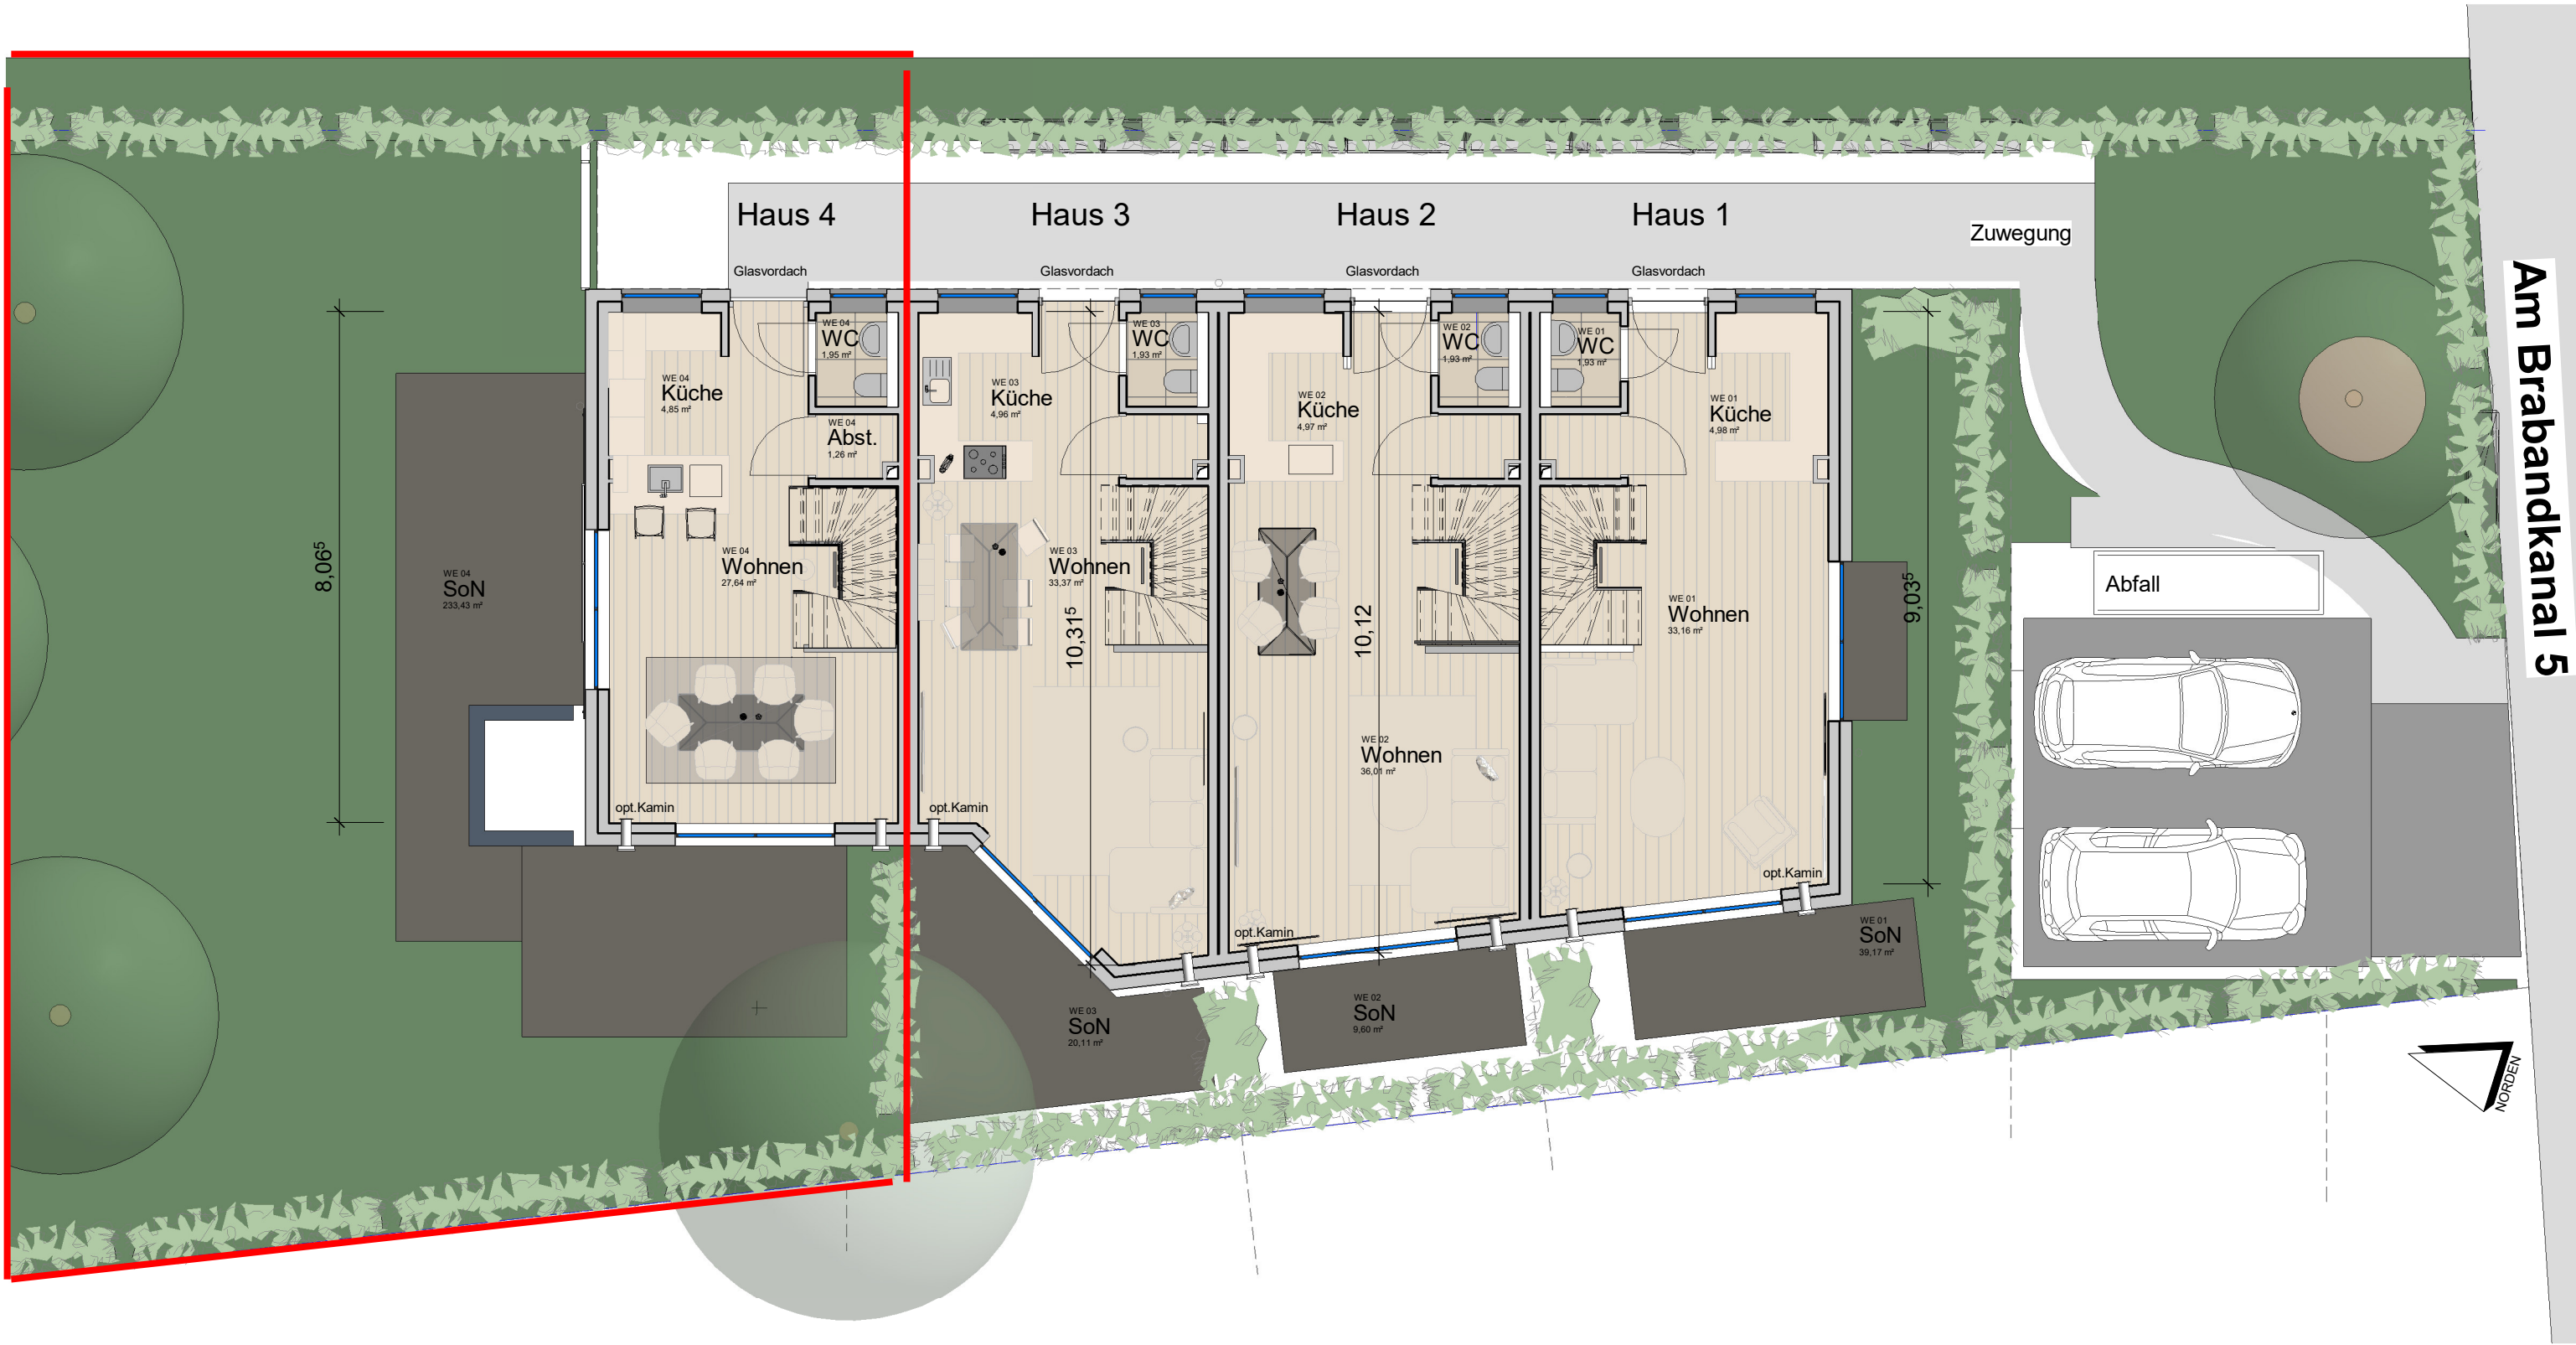 Haus 4
Haus 3
Haus 2
Haus 1
Zuwegung
Glasvordach
Glasvordach
Glasvordach
Glasvordach
Am Brabandkanal 5
WE 04
WC
1,95 m²
WE 03
WC
1,93 m²
WE 02
WC
1,93 m²
WE 01
WC
1,93 m²
WE 04
Küche
4,85 m²
WE 03
Küche
4,96 m²
WE 02
Küche
4,97 m²
WE 01
Küche
4,98 m²
WE 04
Abst.
1,26 m²
8,06⁵
WE 04
SoN
233,43 m²
WE 04
Wohnen
27,64 m²
WE 03
Wohnen
33,37 m²
10,31⁵
10,12
WE 01
Wohnen
33,16 m²
9,03⁵
Abfall
WE 02
Wohnen
36,01 m²
opt.Kamin
opt.Kamin
opt.Kamin
opt.Kamin
WE 03
SoN
20,11 m²
WE 02
SoN
9,60 m²
WE 01
SoN
39,17 m²
NORDEN